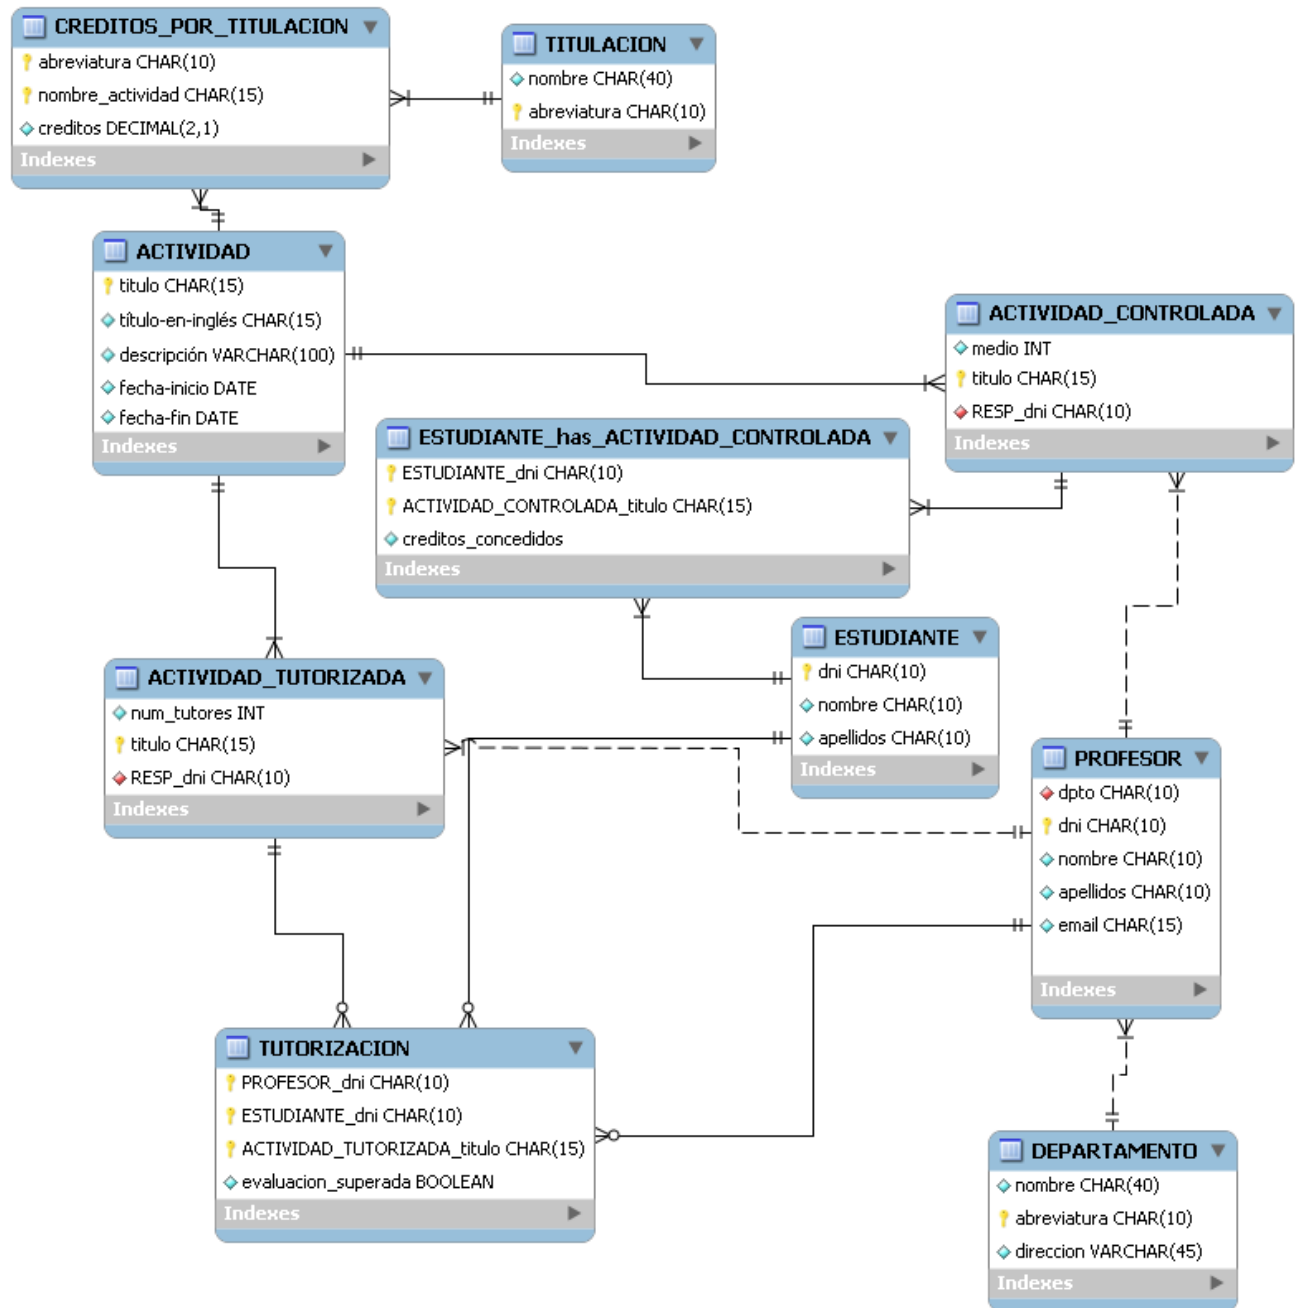 CREDITOS_POR_TITULACION
abreviatura CHAR(10)
nombre_actividad CHAR(15)
creditos DECIMAL(2,1)
Indexes
TITULACION
nombre CHAR(40)
abreviatura CHAR(10)
Indexes
ACTIVIDAD
titulo CHAR(15)
título-en-inglés CHAR(15)
descripción VARCHAR(100)
fecha-inicio DATE
fecha-fin DATE
Indexes
ACTIVIDAD_CONTROLADA
medio INT
titulo CHAR(15)
RESP_dni CHAR(10)
Indexes
ESTUDIANTE_has_ACTIVIDAD_CONTROLADA
ESTUDIANTE_dni CHAR(10)
ACTIVIDAD_CONTROLADA_titulo CHAR(15)
creditos_concedidos
Indexes
ESTUDIANTE
dni CHAR(10)
nombre CHAR(10)
apellidos CHAR(10)
Indexes
ACTIVIDAD_TUTORIZADA
num_tutores INT
titulo CHAR(15)
RESP_dni CHAR(10)
Indexes
PROFESOR
dpto CHAR(10)
dni CHAR(10)
nombre CHAR(10)
apellidos CHAR(10)
email CHAR(15)
Indexes
TUTORIZACION
PROFESOR_dni CHAR(10)
ESTUDIANTE_dni CHAR(10)
ACTIVIDAD_TUTORIZADA_titulo CHAR(15)
evaluacion_superada BOOLEAN
Indexes
DEPARTAMENTO
nombre CHAR(40)
abreviatura CHAR(10)
direccion VARCHAR(45)
Indexes